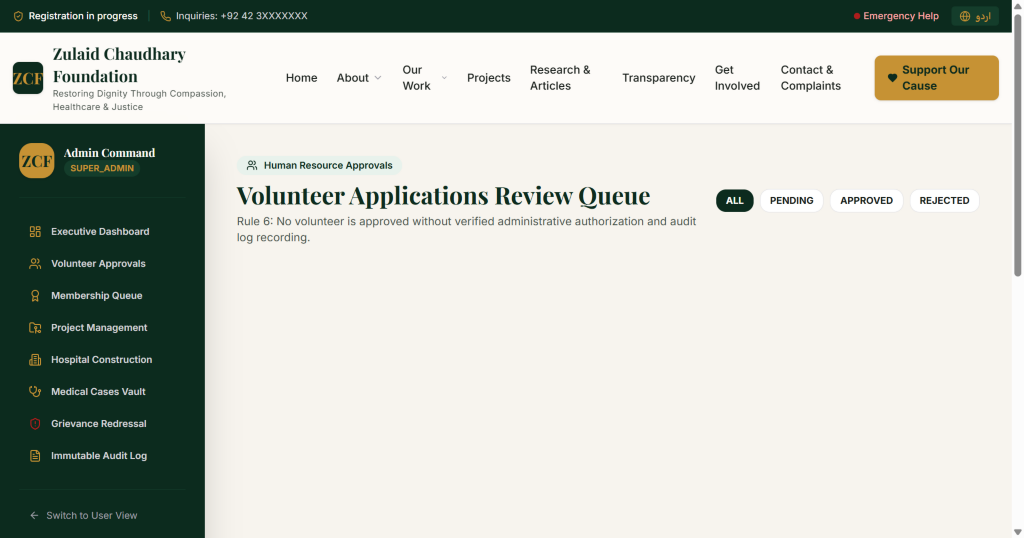 Registration in progress
Inquiries: +92 42 3XXXXXXX
Emergency Help
اردو
ZCF
Zulaid Chaudhary
Foundation
Restoring Dignity Through Compassion,
Healthcare & Justice
Home
About
Our
Work
Projects
Research &
Articles
Transparency
Get
Involved
Contact &
Complaints
Support Our
Cause
ZCF
Admin Command
SUPER_ADMIN
Executive Dashboard
Volunteer Approvals
Membership Queue
Project Management
Hospital Construction
Medical Cases Vault
Grievance Redressal
Immutable Audit Log
Switch to User View
Human Resource Approvals
Volunteer Applications Review Queue
Rule 6: No volunteer is approved without verified administrative authorization and audit
log recording.
ALL
PENDING
APPROVED
REJECTED